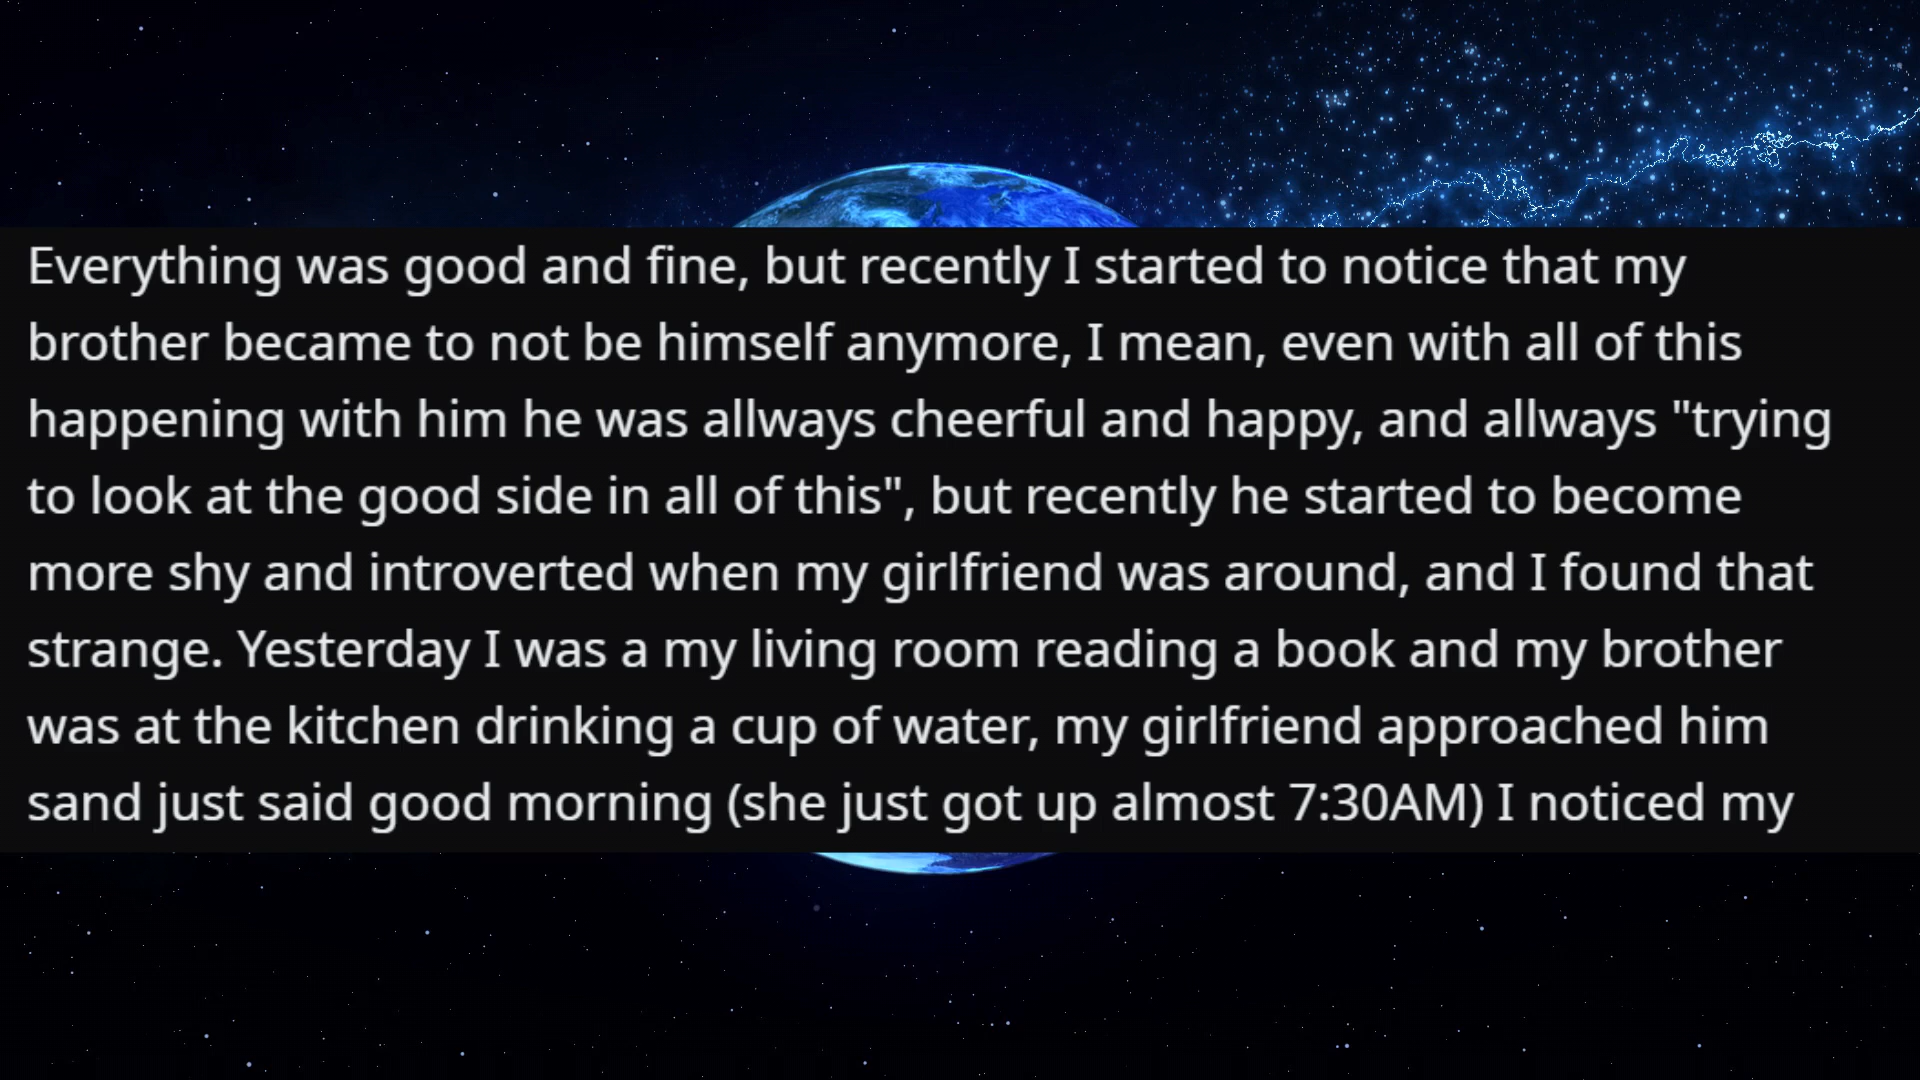 Everything was good and fine, but recently I started to notice that my
brother became to not be himself anymore, I mean, even with all of this
happening with him he was allways cheerful and happy, and allways "trying
to look at the good side in all of this", but recently he started to become
more shy and introverted when my girlfriend was around, and I found that
strange. Yesterday I was a my living room reading a book and my brother
was at the kitchen drinking a cup of water, my girlfriend approached him
sand just said good morning (she just got up almost 7:30AM) I noticed my